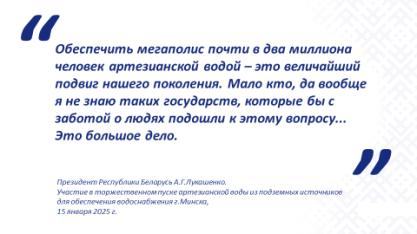 “
Обеспечить мегаполис почти в два миллиона
человек артезианской водой – это величайший
подвиг нашего поколения. Мало кто, да вообще
я не знаю таких государств, которые бы с
заботой о людях подошли к этому вопросу...
Это большое дело.
”
Президент Республики Беларусь А.Г.Лукашенко.
Участие в торжественном пуске артезианской воды из подземных источников
для обеспечения водоснабжения г.Минска,
15 января 2025 г.